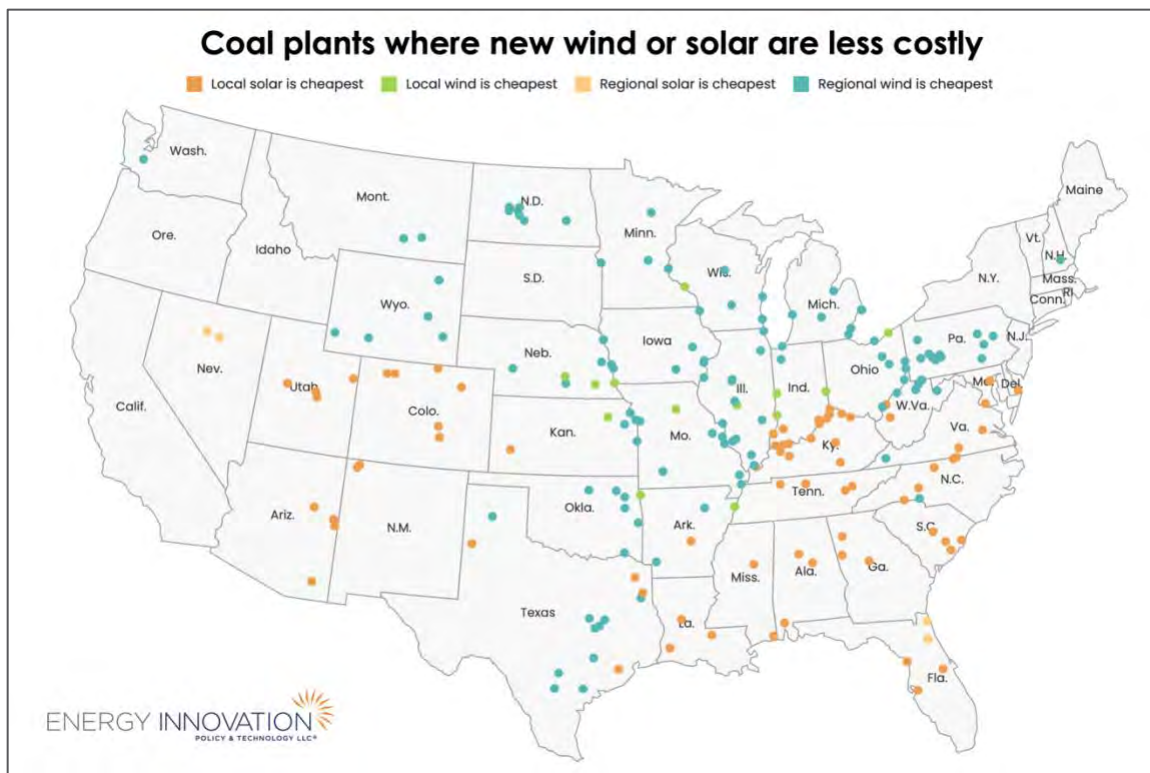 Coal plants where new wind or solar are less costly
Local solar is cheapest
Local wind is cheapest
Regional solar is cheapest
Regional wind is cheapest
Wash.
Maine
Mont.
N.D.
Minn.
Ore.
Idaho
Vt.
N.H.
Wis.
N.Y.
Mass.
S.D.
RI
Conn.
Wyo.
Mich.
Pa.
N.J.
Iowa
Neb.
Nev.
Ohio
Ill.
Ind.
Utah
Md.
Del.
Calif.
Colo.
W.Va.
Kan.
Mo.
Va.
Ky.
N.C.
Tenn.
Okla.
Ariz.
N.M.
Ark.
S.C.
Miss.
Ala.
Ga.
Texas
La.
Fla.
ENERGY INNOVATION
POLICY & TECHNOLOGY LLC®